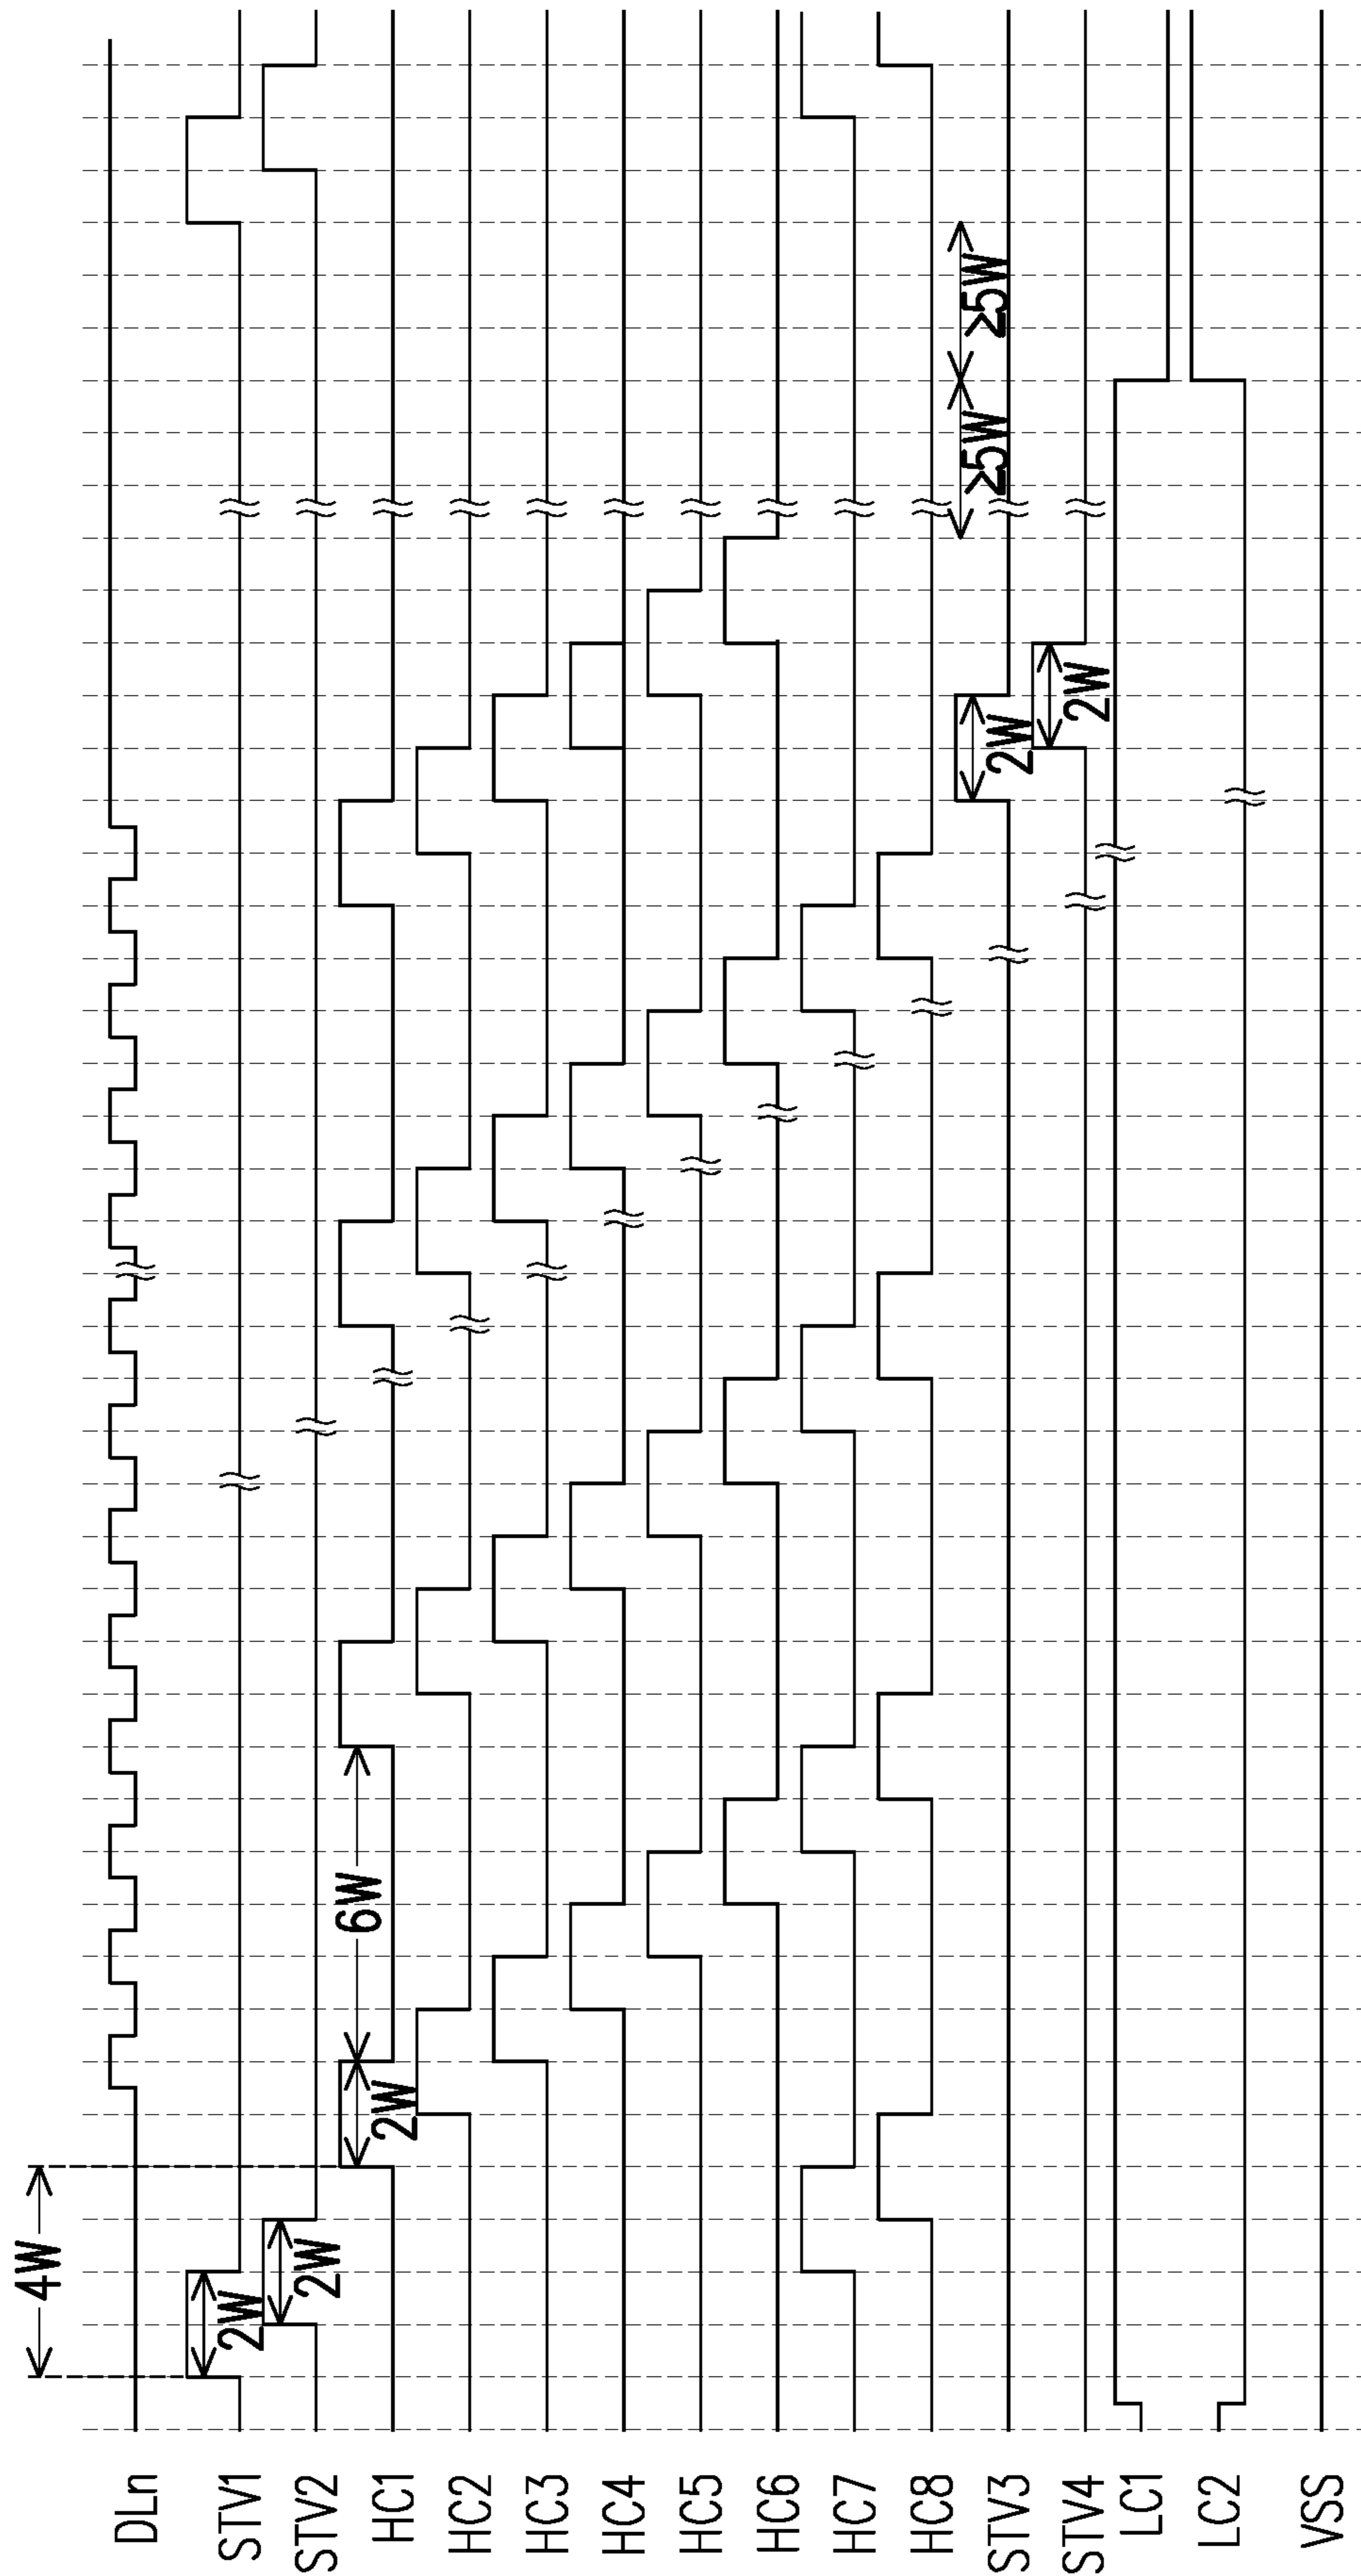 4W
DLn
STV1
2W
STV2
2W
HC1
6W
2W
HC2
HC3
HC4
HC5
HC6
HC7
HC8
≥5W
≥5W
STV3
2W
STV4
2W
LC1
LC2
VSS